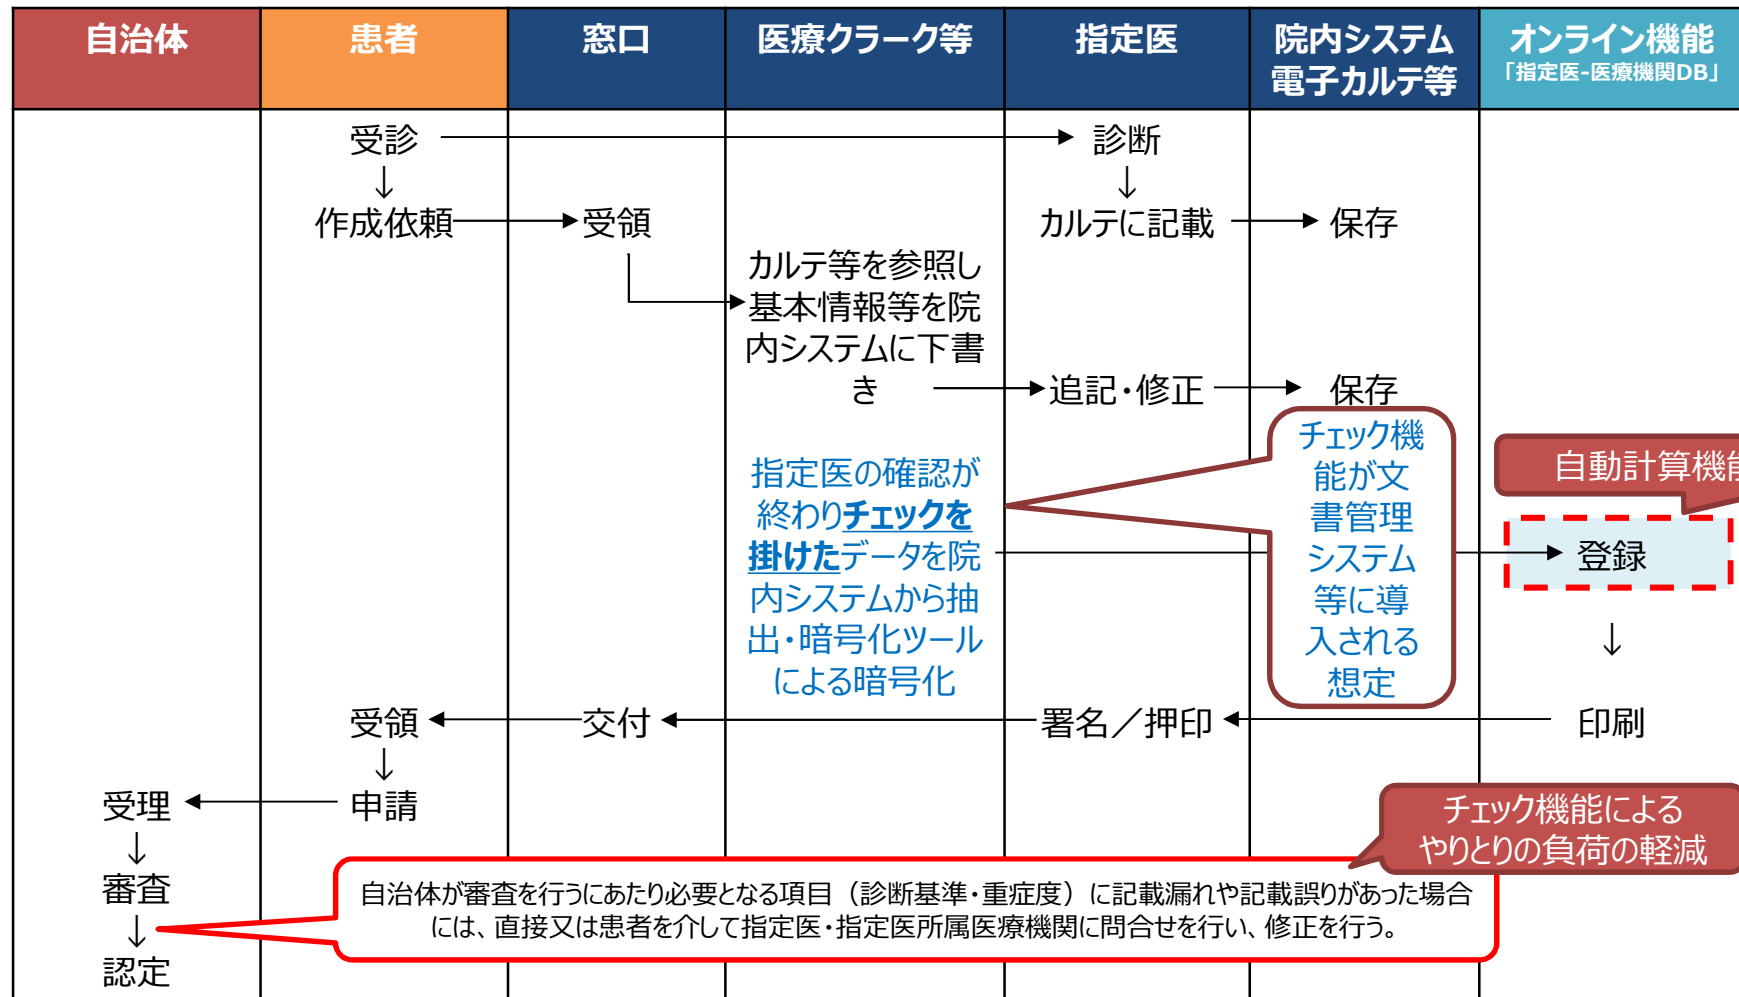 自治体
患者
窓口
医療クラーク等
指定医
院内システム
電子カルテ等
オンライン機能
「指定医-医療機関DB」
受診
診断
↓
↓
作成依頼
受領
カルテに記載
保存
カルテ等を参照し
基本情報等を院
内システムに下書
き
追記・修正
保存
チェック機
能が文
書管理
システム
等に導
入される
想定
自動計算機能
指定医の確認が
終わりチェックを
掛けたデータを院
内システムから抽
出・暗号化ツール
による暗号化
登録
↓
受領
交付
署名／押印
印刷
↓
受理
申請
チェック機能による
やりとりの負荷の軽減
↓
審査
自治体が審査を行うにあたり必要となる項目（診断基準・重症度）に記載漏れや記載誤りがあった場合
には、直接又は患者を介して指定医・指定医所属医療機関に問合せを行い、修正を行う。
↓
認定